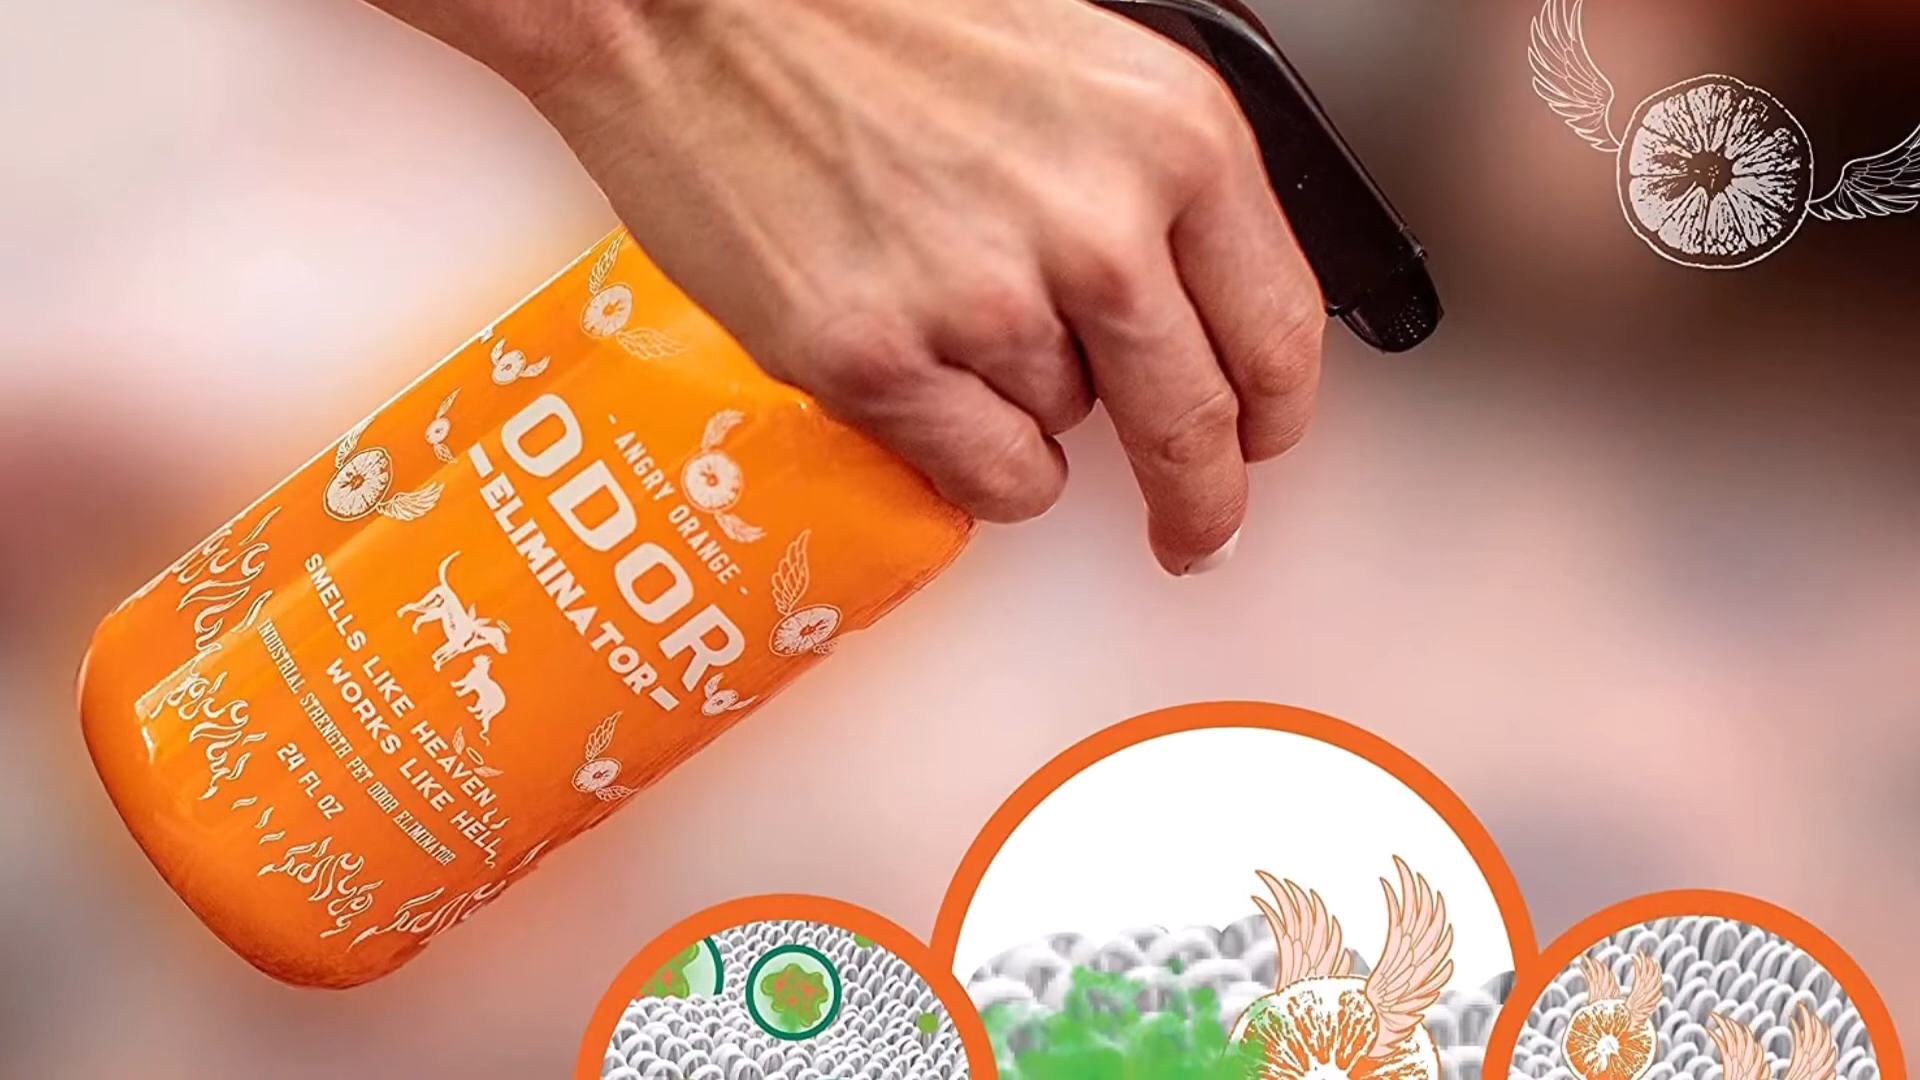 - ANGRY ORANGE -
ODOR
-ELIMINATOR-
SMELLS LIKE HEAVEN
WORKS LIKE HELL
INDUSTRIAL STRENGTH PET ODOR ELIMINATOR
24 FL OZ